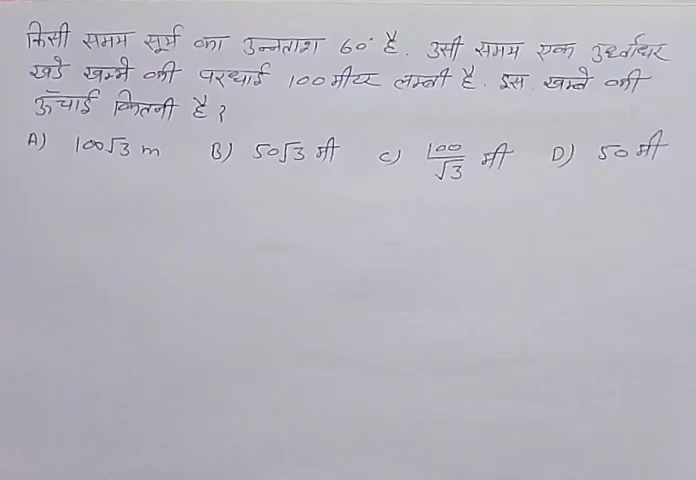 किसी समय सूर्य का उन्नतांश 60° है. उसी समय एक उर्ध्वाधर
खडे खम्भे की परछाई 100 मीटर लम्बी है. इस खम्बे की
ऊँचाई कितनी है?
A) 100√3 m B) 50√3 मी C) 100/√3 मी D) 50 मी